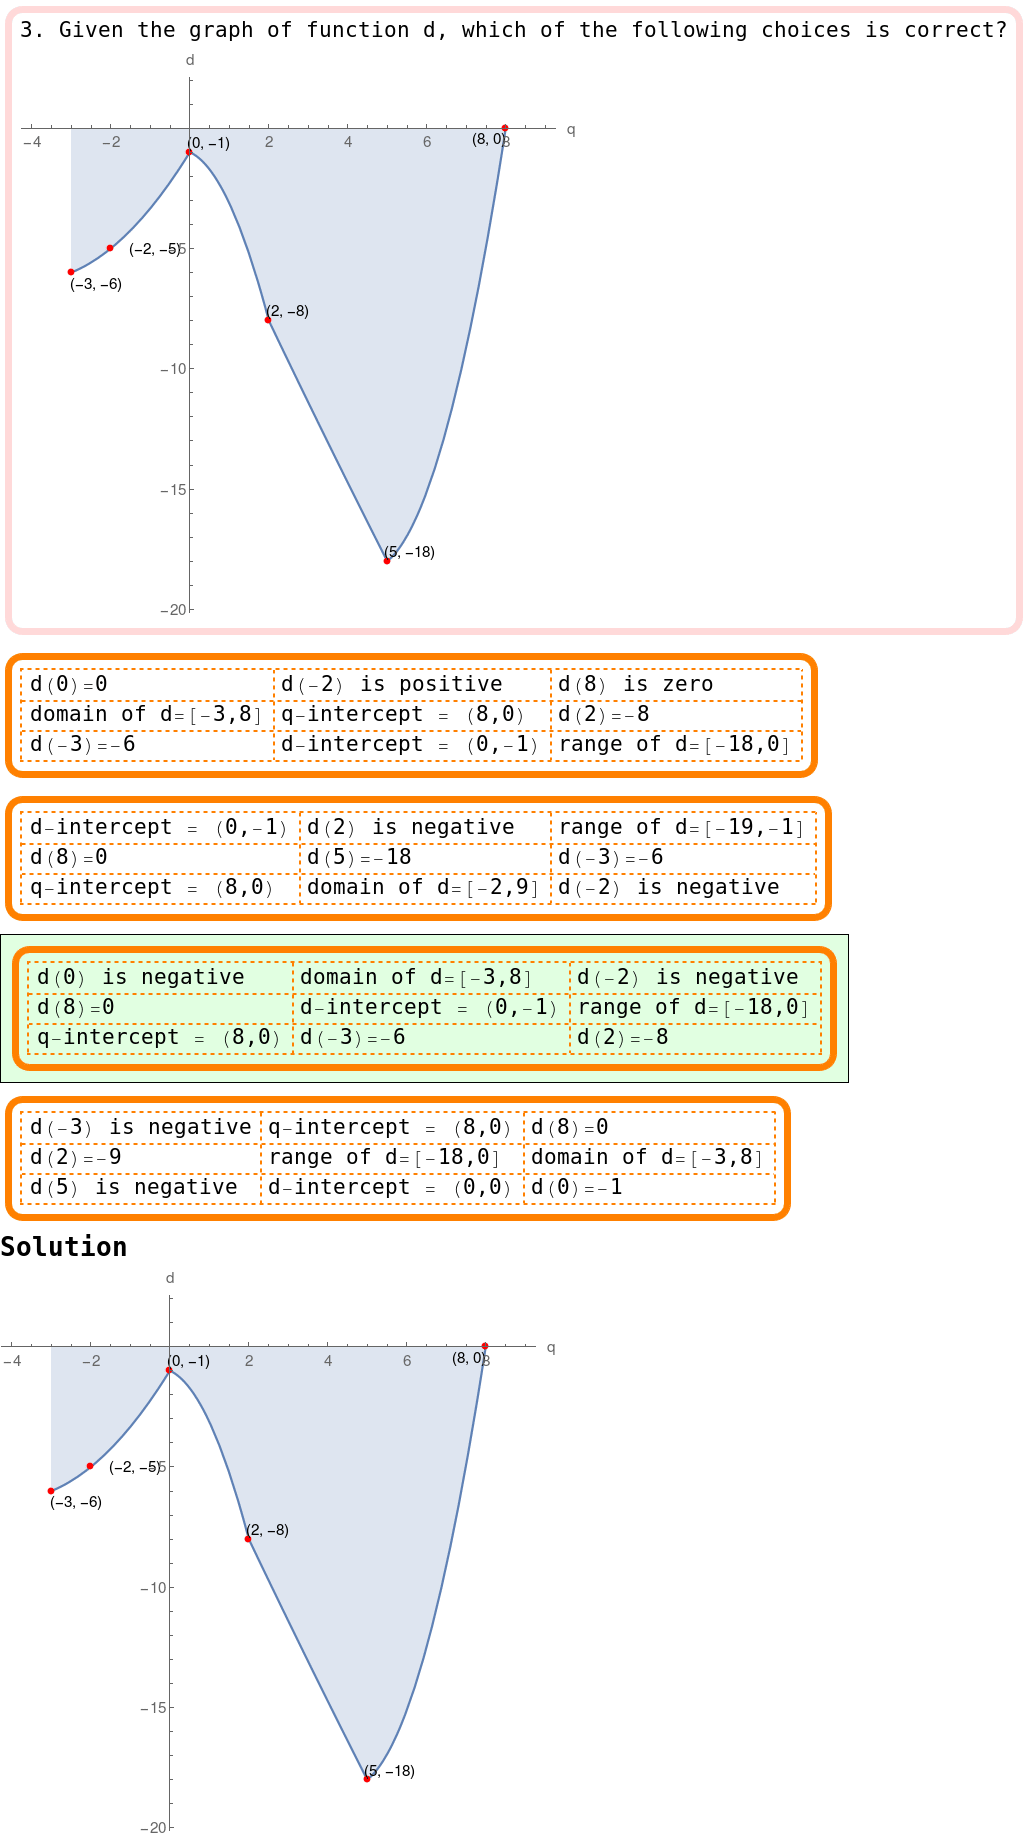 3. Given the graph of function d, which of the following choices is correct?
d
−4 −2 (0, −1) 2 4 6 (8, 0) 8 q
(−2, −5) −5
(−3, −6)
(2, −8)
−10
−15
(5, −18)
−20
d(0)=0 d(−2) is positive d(8) is zero
domain of d=[−3,8] q-intercept = (8,0) d(2)=−8
d(−3)=−6 d-intercept = (0,−1) range of d=[−18,0]
d-intercept = (0,−1) d(2) is negative range of d=[−19,−1]
d(8)=0 d(5)=−18 d(−3)=−6
q-intercept = (8,0) domain of d=[−2,9] d(−2) is negative
d(0) is negative domain of d=[−3,8] d(−2) is negative
d(8)=0 d-intercept = (0,−1) range of d=[−18,0]
q-intercept = (8,0) d(−3)=−6 d(2)=−8
d(−3) is negative q-intercept = (8,0) d(8)=0
d(2)=−9 range of d=[−18,0] domain of d=[−3,8]
d(5) is negative d-intercept = (0,0) d(0)=−1
Solution
d
−4 −2 (0, −1) 2 4 6 (8, 0) 8 q
(−2, −5) −5
(−3, −6)
(2, −8)
−10
−15
(5, −18)
−20